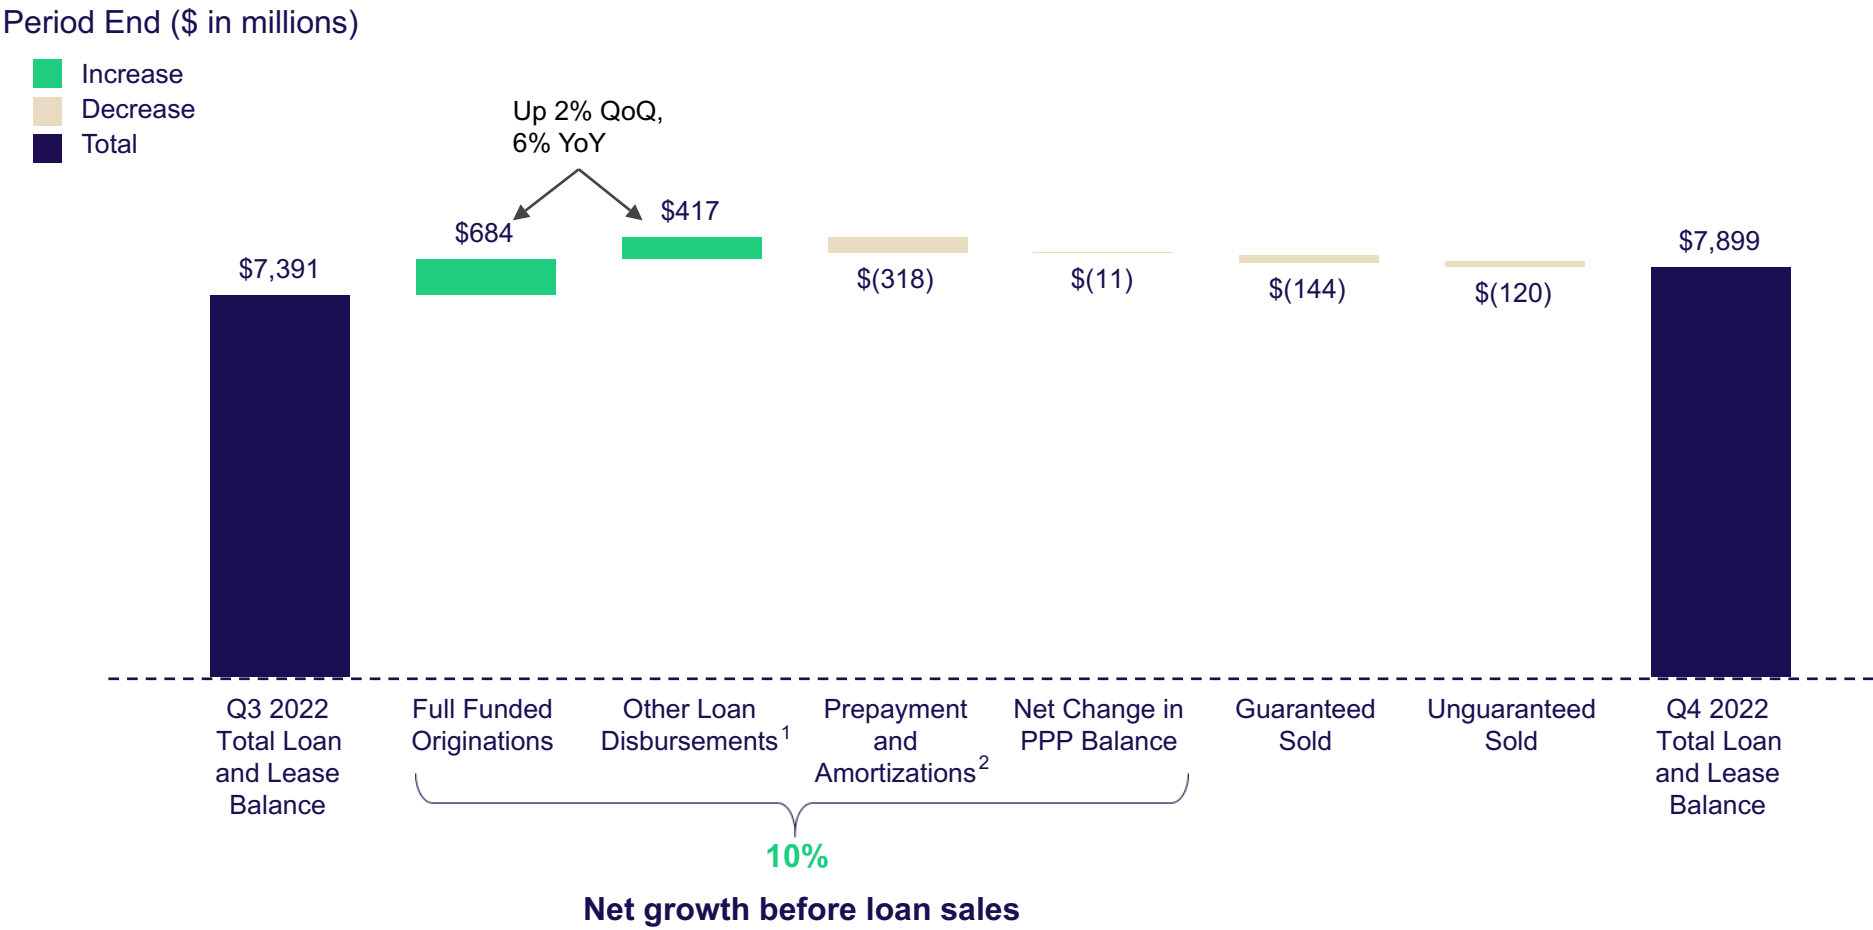 Period End ($ in millions)
Increase
Decrease
Total
Up 2% QoQ,
6% YoY
$7,391
$684
$417
$(318)
$(11)
$(144)
$(120)
$7,899
Q3 2022
Total Loan
and Lease
Balance
Full Funded
Originations
Other Loan
Disbursements1
Prepayment
and
Amortizations2
Net Change in
PPP Balance
Guaranteed
Sold
Unguaranteed
Sold
Q4 2022
Total Loan
and Lease
Balance
10%
Net growth before loan sales